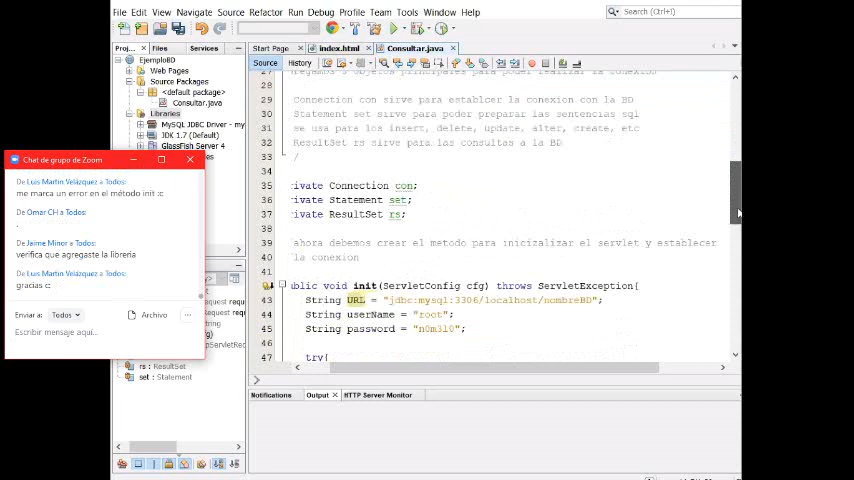 File Edit View Navigate Source Refactor Run Debug Profile Team Tools Window Help
Search (Ctrl+I)
Proj... Files Services
Start Page index.html Consultar.java
Source History
EjemploBD
Web Pages
Source Packages
<default package>
Consultar.java
Libraries
MySQL JDBC Driver - my
JDK 1.7 (Default)
GlassFish Server 4
27
28
29 Connection con sirve para establcer la conexion con la BD
30 Statement set sirve para poder preparar las sentencias sql
31 se usa para los insert, delete, update, alter, create, etc
32 ResultSet rs sirve para las consultas a la BD
33 /
34
35 rivate Connection con;
36 ivate Statement set;
37 rivate ResultSet rs;
38
39 ahora debemos crear el metodo para inicizalizar el servlet y establecer
40 la conexion
41
blic void init(ServletConfig cfg) throws ServletException{
43 String URL = "jdbc:mysql:3306/localhost/nombreBD";
44 String userName = "root";
45 String password = "n0m3l0";
46
47 try{
Chat de grupo de Zoom
De Luis Martin Velázquez a Todos:
me marca un error en el método init :c
De Omar CH a Todos:
.
De Jaime Minor a Todos:
verifica que agregaste la libreria
De Luis Martin Velázquez a Todos:
gracias c:
Enviar a: Todos Archivo ...
Escribir mensaje aquí...
rs : ResultSet
set : Statement
Notifications Output HTTP Server Monitor